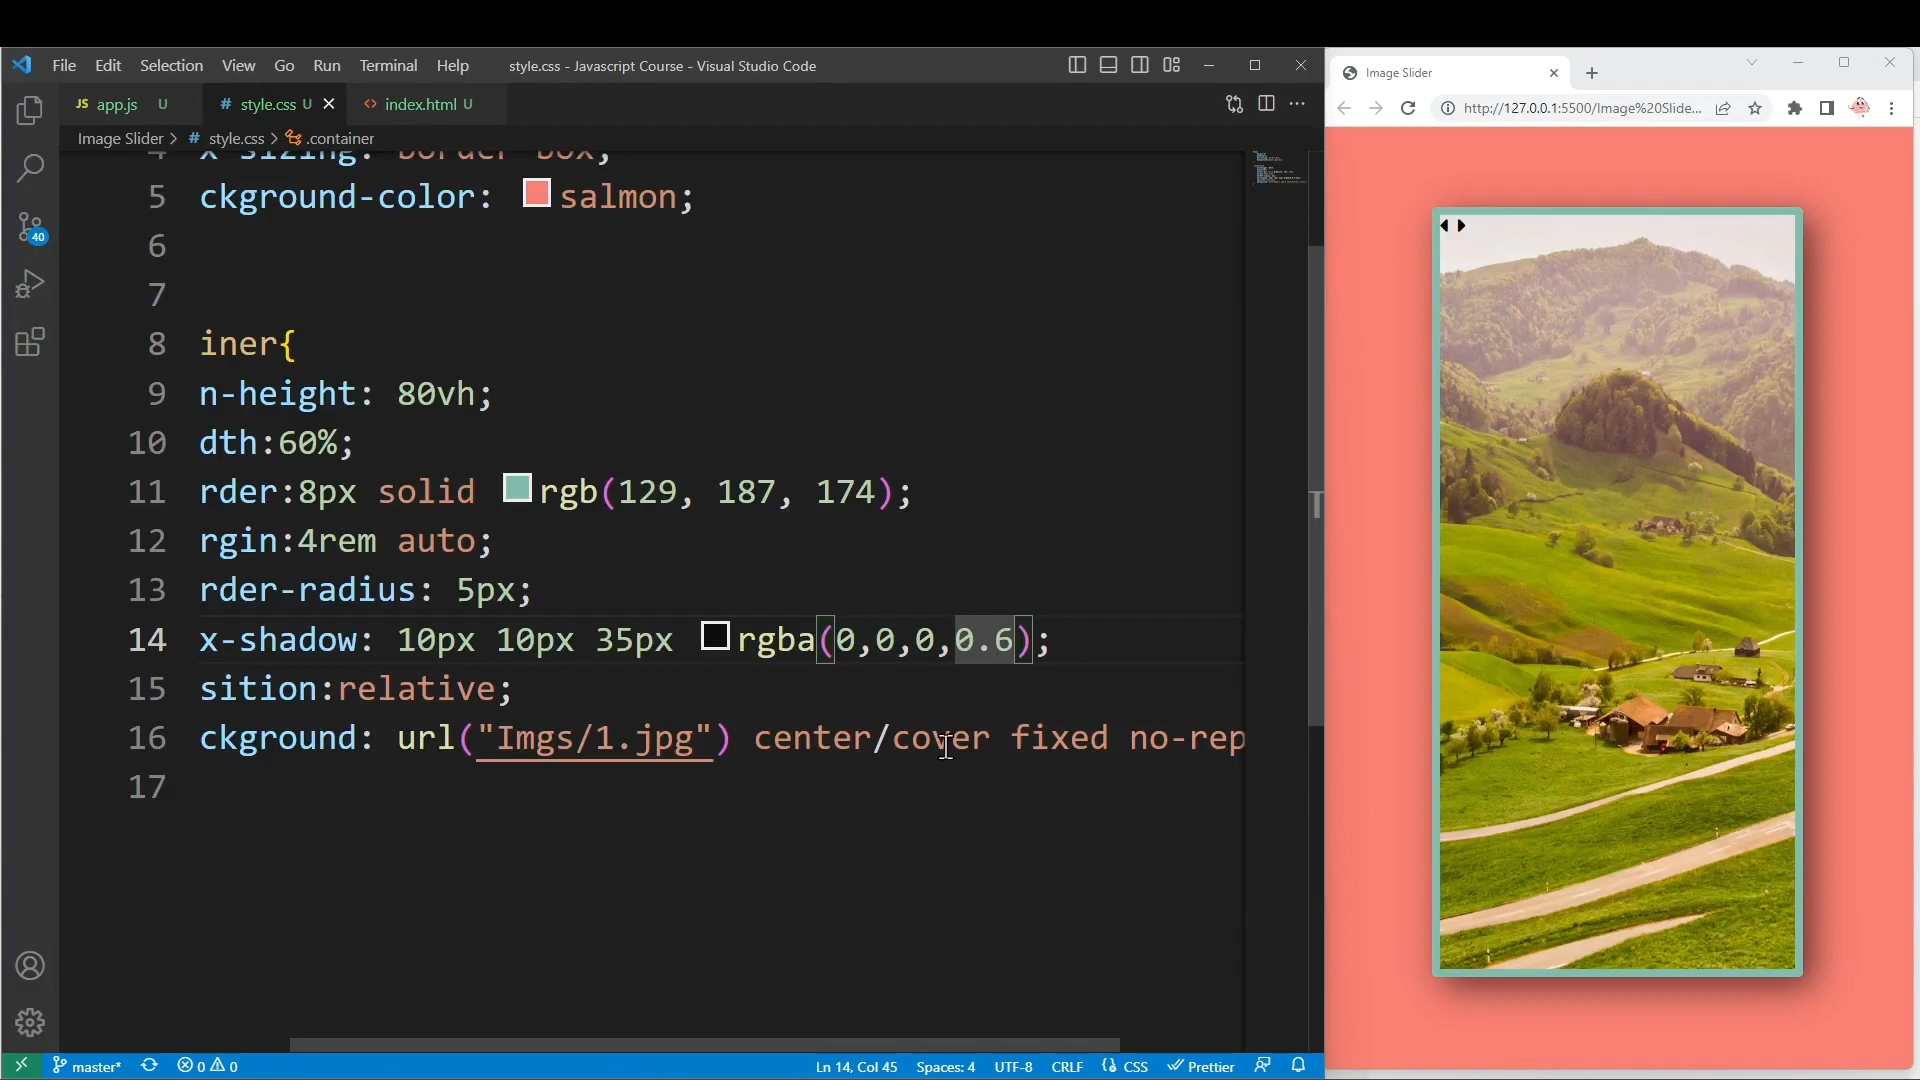 File Edit Selection View Go Run Terminal Help style.css - Javascript Course - Visual Studio Code
JS app.js U # style.css U index.html U
Image Slider > # style.css > .container
4 x-sizing: border-box;
5 ckground-color: salmon;
6
7
8 iner{
9 n-height: 80vh;
10 dth:60%;
11 rder:8px solid rgb(129, 187, 174);
12 rgin:4rem auto;
13 rder-radius: 5px;
14 x-shadow: 10px 10px 35px rgba(0,0,0,0.6);
15 sition:relative;
16 ckground: url("Imgs/1.jpg") center/cover fixed no-rep
17
40
master* 0 0 Ln 14, Col 45 Spaces: 4 UTF-8 CRLF CSS Prettier
Image Slider
http://127.0.0.1:5500/Image%20Slide...